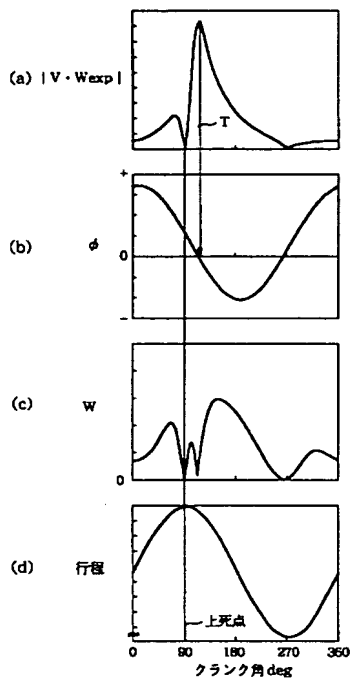 (a) |V・Wexp|
T
+
(b) φ
0
−
(c) W
0
(d) 行程
上死点
0 90 180 270 360
クランク角deg